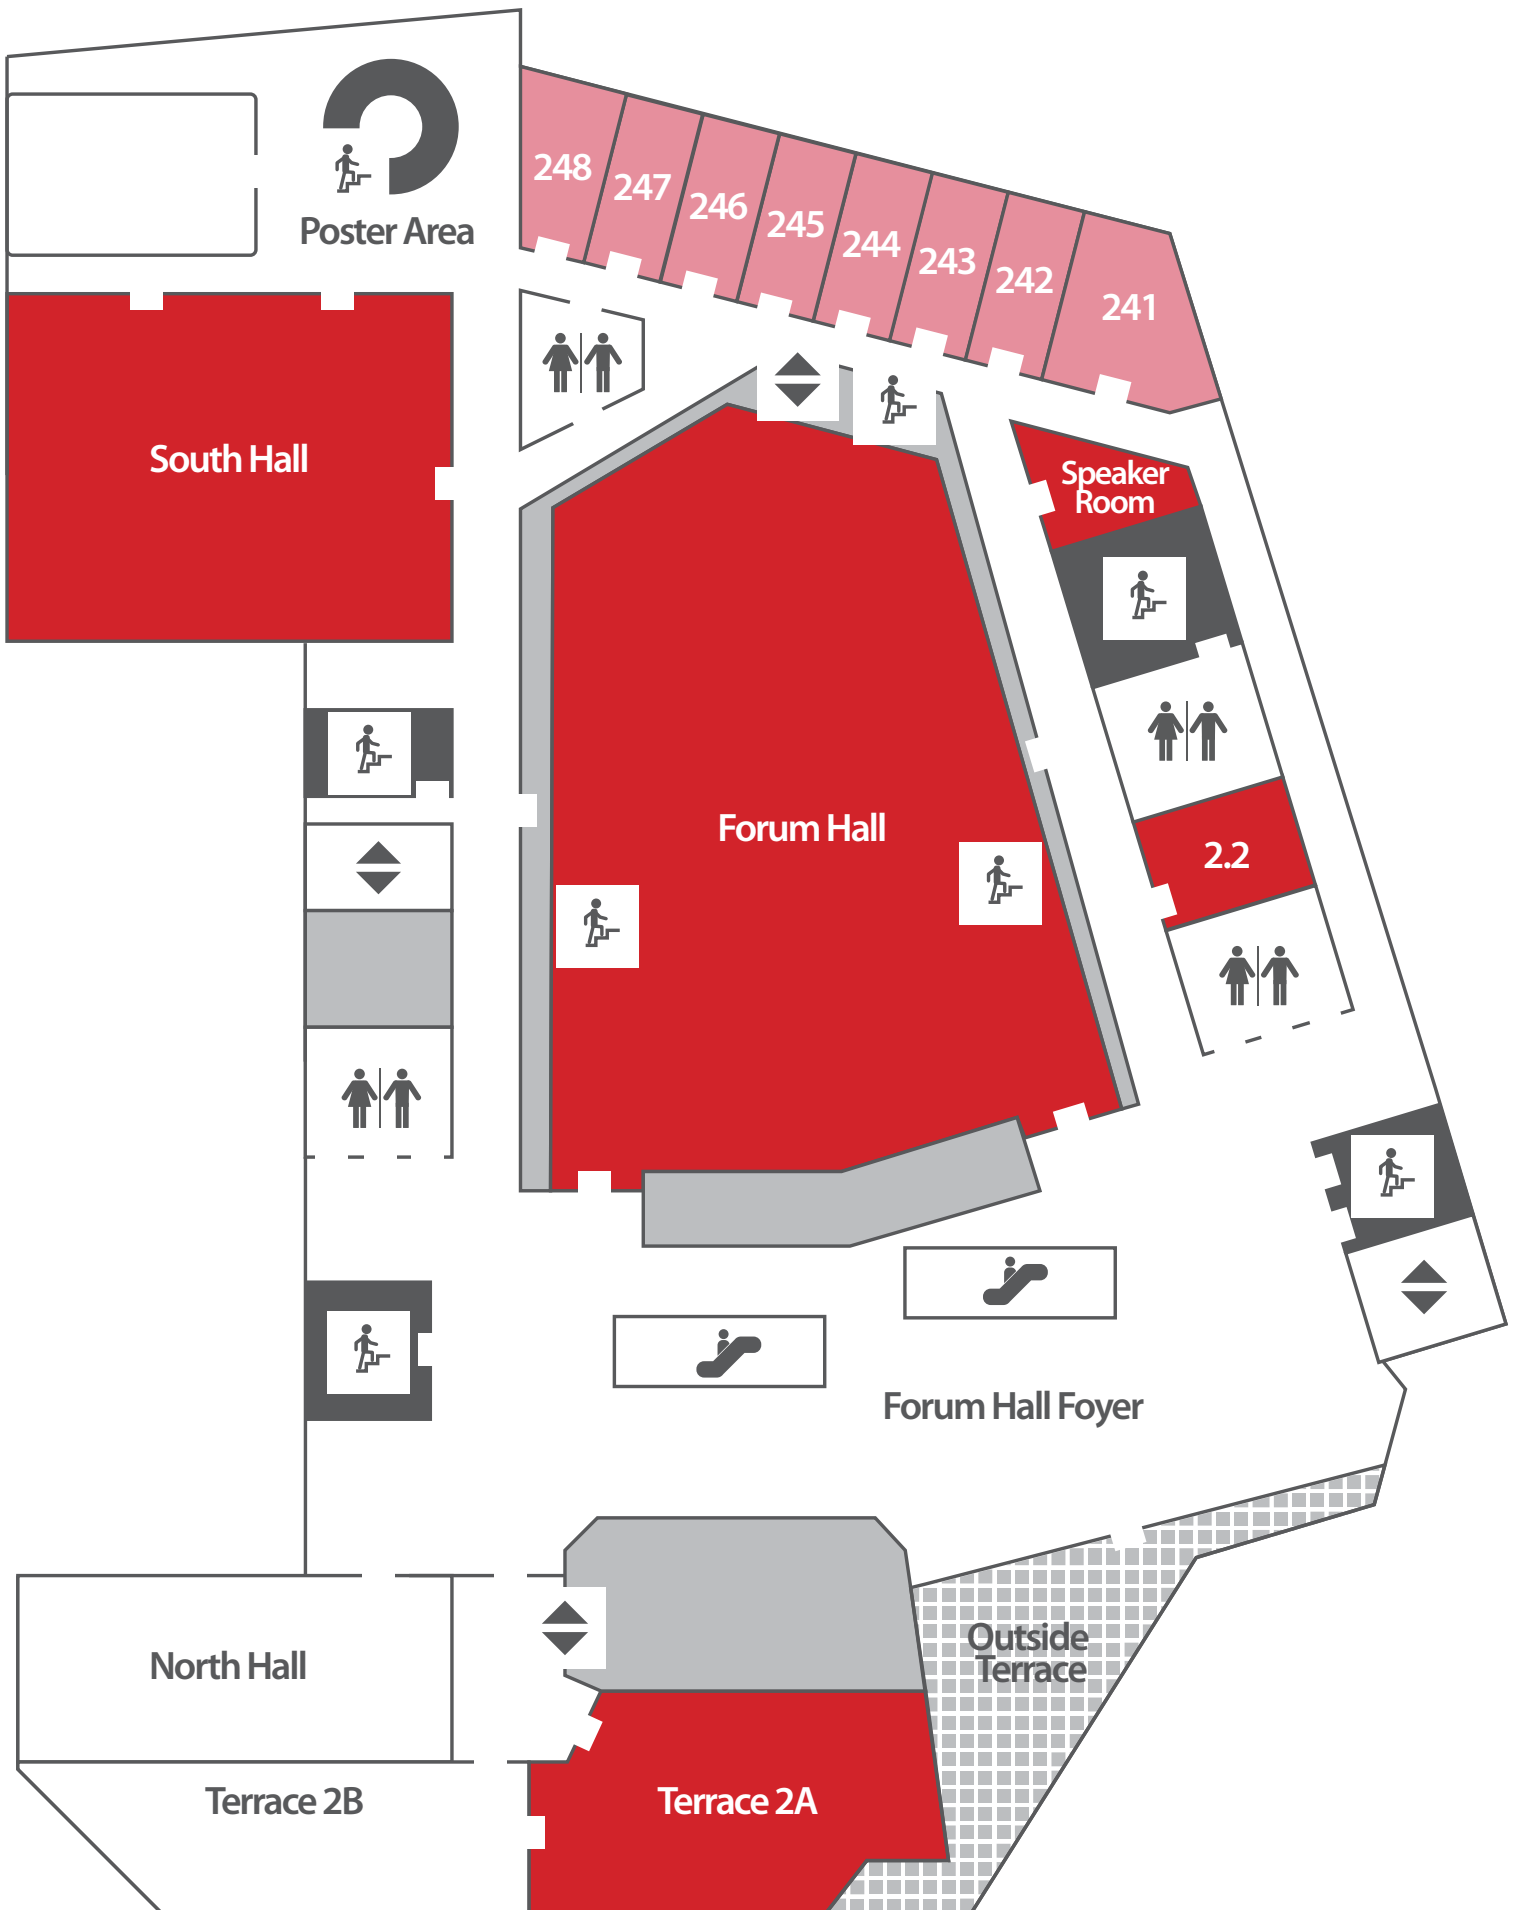 248
247
246
245
244
243
242
241
Poster Area
South Hall
Speaker
Room
Forum Hall
2.2
Forum Hall Foyer
Outside
Terrace
North Hall
Terrace 2B
Terrace 2A